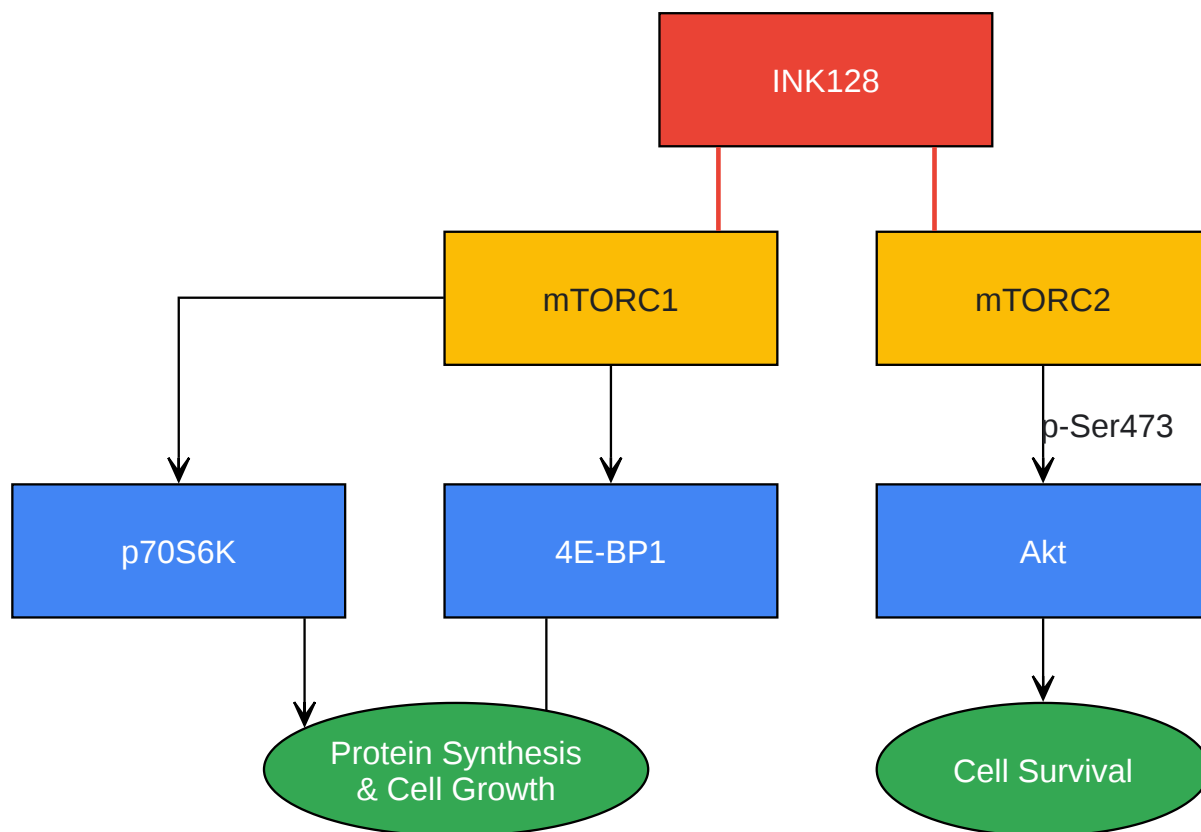 INK128
mTORC1
mTORC2
p-Ser473
p70S6K
4E-BP1
Akt
Protein Synthesis
& Cell Growth
Cell Survival